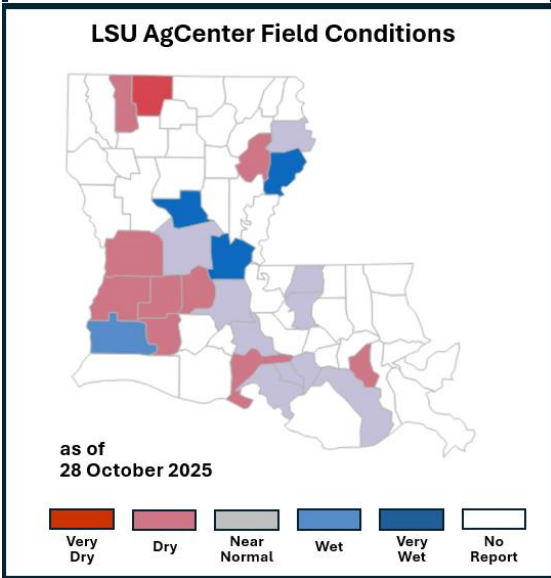 LSU AgCenter Field Conditions
as of
28 October 2025
Very
Dry
Dry
Near
Normal
Wet
Very
Wet
No
Report